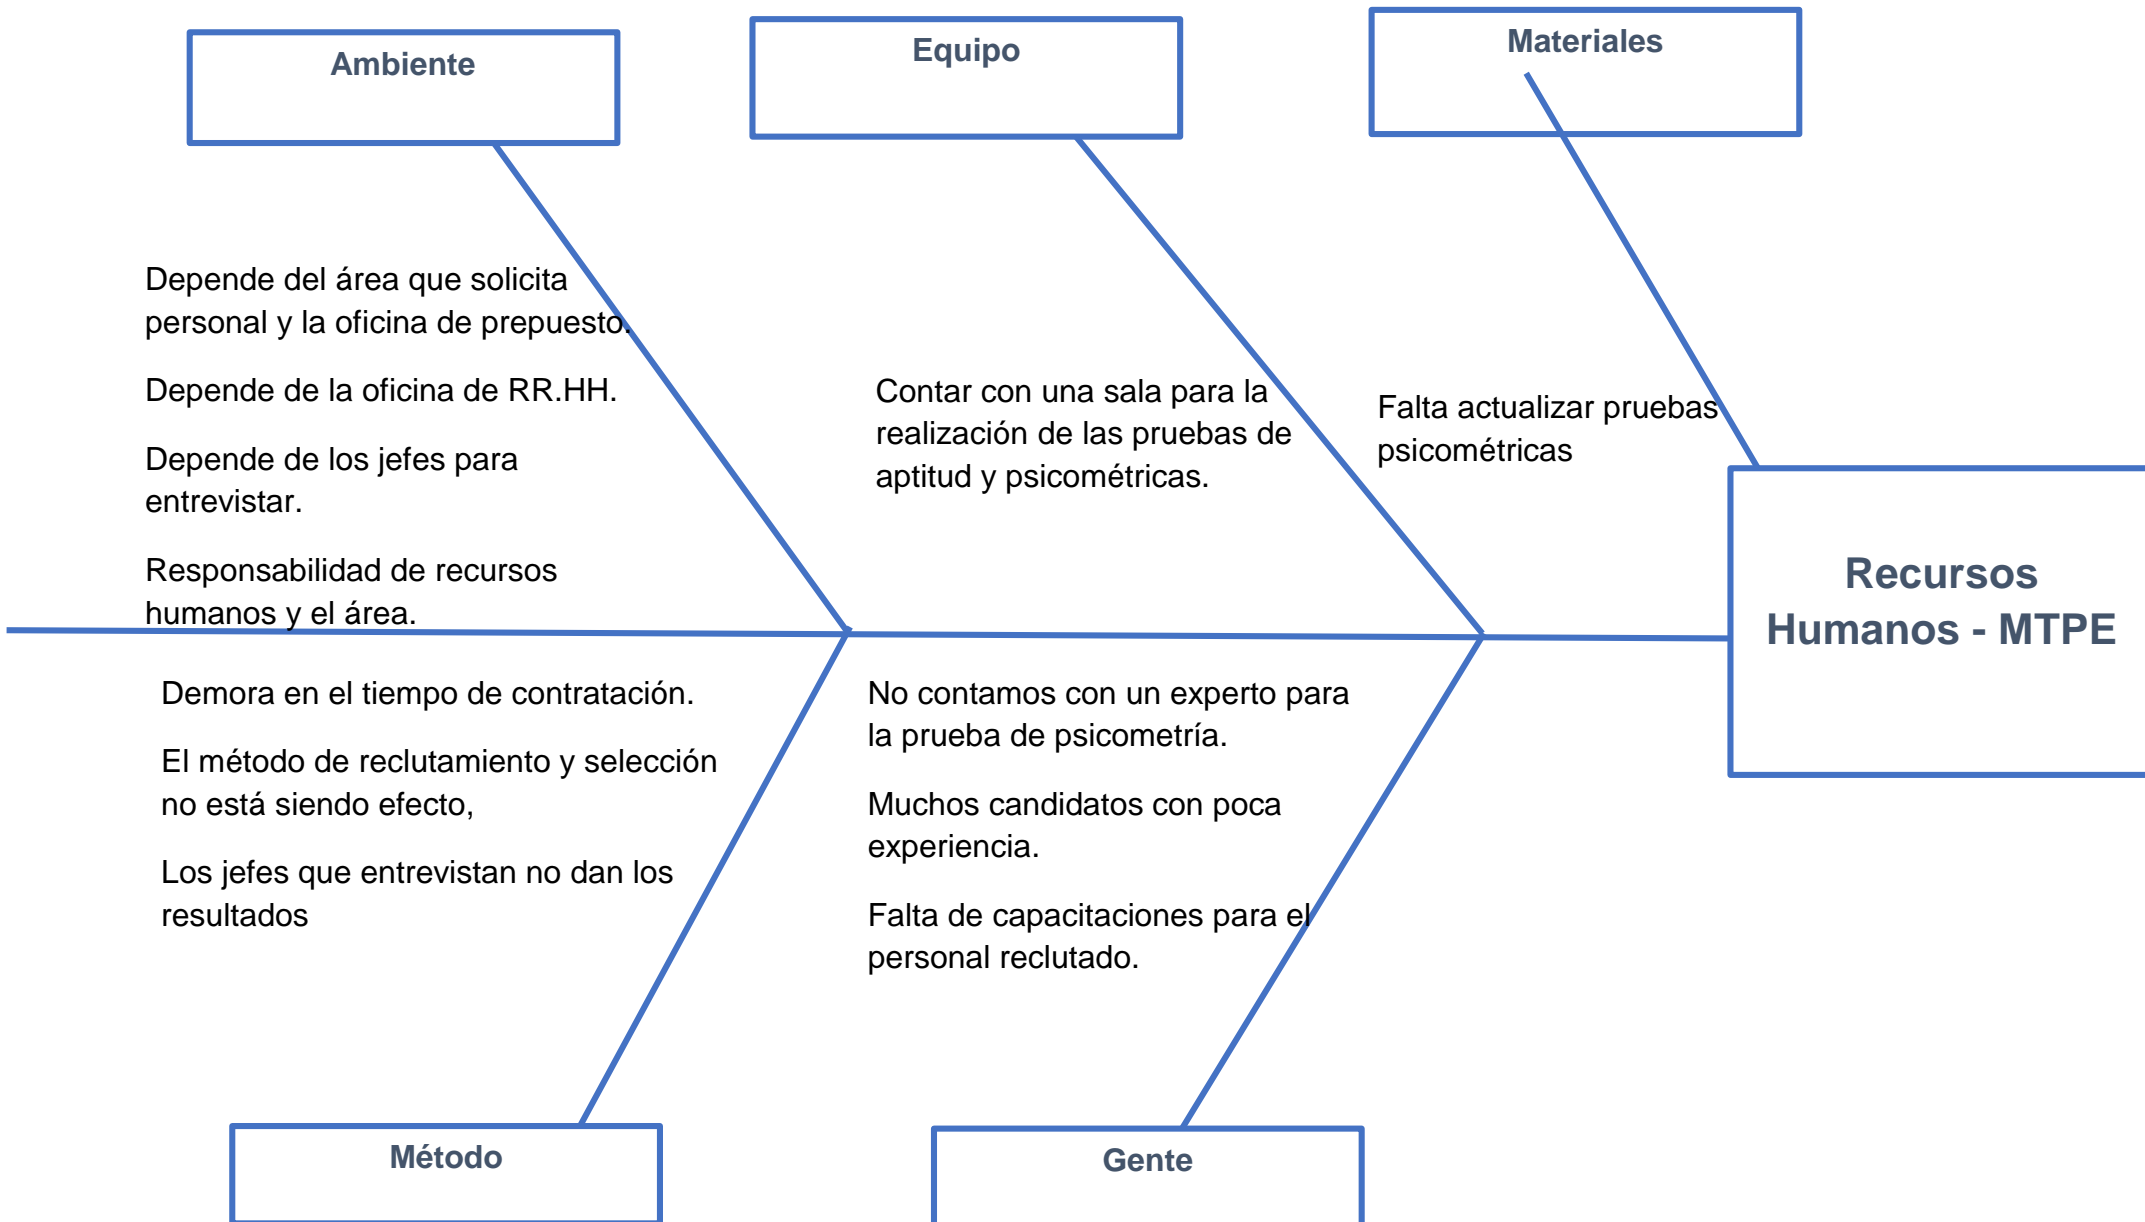 Ambiente
Equipo
Materiales
Depende del área que solicita
personal y la oficina de prepuesto.
Depende de la oficina de RR.HH.
Depende de los jefes para
entrevistar.
Responsabilidad de recursos
humanos y el área.
Contar con una sala para la
realización de las pruebas de
aptitud y psicométricas.
Falta actualizar pruebas
psicométricas
Recursos
Humanos - MTPE
Demora en el tiempo de contratación.
El método de reclutamiento y selección
no está siendo efecto,
Los jefes que entrevistan no dan los
resultados
No contamos con un experto para
la prueba de psicometría.
Muchos candidatos con poca
experiencia.
Falta de capacitaciones para el
personal reclutado.
Método
Gente